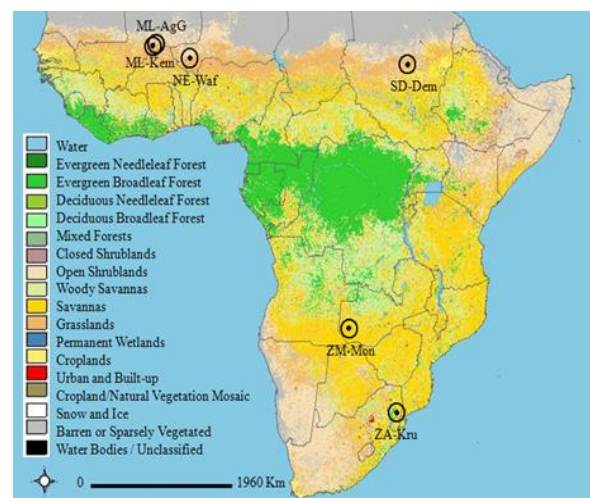 ML-AgG
ML-Kem
NE-Waf
SD-Dem
Water
Evergreen Needleleaf Forest
Evergreen Broadleaf Forest
Deciduous Needleleaf Forest
Deciduous Broadleaf Forest
Mixed Forests
Closed Shrublands
Open Shrublands
Woody Savannas
Savannas
Grasslands
Permanent Wetlands
Croplands
Urban and Built-up
Cropland/Natural Vegetation Mosaic
Snow and Ice
Barren or Sparsely Vegetated
Water Bodies / Unclassified
ZM-Mon
ZA-Kru
0 1960 Km